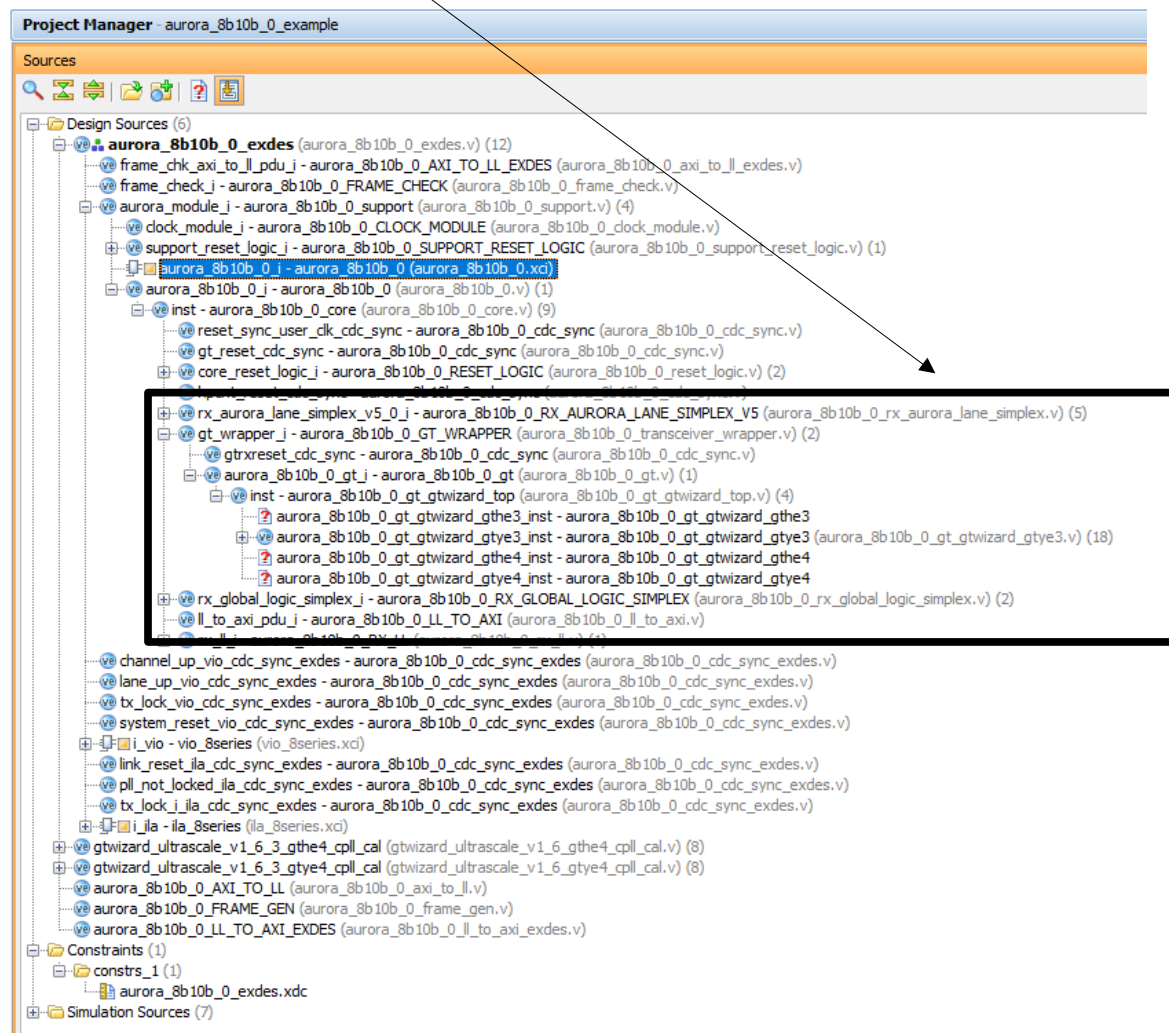 Project Manager - aurora_8b10b_0_example
Sources
Design Sources (6)
aurora_8b10b_0_exdes (aurora_8b10b_0_exdes.v) (12)
frame_chk_axi_to_ll_pdu_i - aurora_8b10b_0_AXI_TO_LL_EXDES (aurora_8b10b_0_axi_to_ll_exdes.v)
frame_check_i - aurora_8b10b_0_FRAME_CHECK (aurora_8b10b_0_frame_check.v)
aurora_module_i - aurora_8b10b_0_support (aurora_8b10b_0_support.v) (4)
clock_module_i - aurora_8b10b_0_CLOCK_MODULE (aurora_8b10b_0_clock_module.v)
support_reset_logic_i - aurora_8b10b_0_SUPPORT_RESET_LOGIC (aurora_8b10b_0_support_reset_logic.v) (1)
aurora_8b10b_0_i - aurora_8b10b_0 (aurora_8b10b_0.xci)
aurora_8b10b_0_i - aurora_8b10b_0 (aurora_8b10b_0.v) (1)
inst - aurora_8b10b_0_core (aurora_8b10b_0_core.v) (9)
reset_sync_user_clk_cdc_sync - aurora_8b10b_0_cdc_sync (aurora_8b10b_0_cdc_sync.v)
gt_reset_cdc_sync - aurora_8b10b_0_cdc_sync (aurora_8b10b_0_cdc_sync.v)
core_reset_logic_i - aurora_8b10b_0_RESET_LOGIC (aurora_8b10b_0_reset_logic.v) (2)
rx_aurora_lane_simplex_v5_0_i - aurora_8b10b_0_RX_AURORA_LANE_SIMPLEX_V5 (aurora_8b10b_0_rx_aurora_lane_simplex.v) (5)
gt_wrapper_i - aurora_8b10b_0_GT_WRAPPER (aurora_8b10b_0_transceiver_wrapper.v) (2)
gtrxreset_cdc_sync - aurora_8b10b_0_cdc_sync (aurora_8b10b_0_cdc_sync.v)
aurora_8b10b_0_gt_i - aurora_8b10b_0_gt (aurora_8b10b_0_gt.v) (1)
inst - aurora_8b10b_0_gt_gtwizard_top (aurora_8b10b_0_gt_gtwizard_top.v) (4)
aurora_8b10b_0_gt_gtwizard_gthe3_inst - aurora_8b10b_0_gt_gtwizard_gthe3
aurora_8b10b_0_gt_gtwizard_gtye3_inst - aurora_8b10b_0_gt_gtwizard_gtye3 (aurora_8b10b_0_gt_gtwizard_gtye3.v) (18)
aurora_8b10b_0_gt_gtwizard_gthe4_inst - aurora_8b10b_0_gt_gtwizard_gthe4
aurora_8b10b_0_gt_gtwizard_gtye4_inst - aurora_8b10b_0_gt_gtwizard_gtye4
rx_global_logic_simplex_i - aurora_8b10b_0_RX_GLOBAL_LOGIC_SIMPLEX (aurora_8b10b_0_rx_global_logic_simplex.v) (2)
ll_to_axi_pdu_i - aurora_8b10b_0_LL_TO_AXI (aurora_8b10b_0_ll_to_axi.v)
channel_up_vio_cdc_sync_exdes - aurora_8b10b_0_cdc_sync_exdes (aurora_8b10b_0_cdc_sync_exdes.v)
lane_up_vio_cdc_sync_exdes - aurora_8b10b_0_cdc_sync_exdes (aurora_8b10b_0_cdc_sync_exdes.v)
tx_lock_vio_cdc_sync_exdes - aurora_8b10b_0_cdc_sync_exdes (aurora_8b10b_0_cdc_sync_exdes.v)
system_reset_vio_cdc_sync_exdes - aurora_8b10b_0_cdc_sync_exdes (aurora_8b10b_0_cdc_sync_exdes.v)
i_vio - vio_8series (vio_8series.xci)
link_reset_ila_cdc_sync_exdes - aurora_8b10b_0_cdc_sync_exdes (aurora_8b10b_0_cdc_sync_exdes.v)
pll_not_locked_ila_cdc_sync_exdes - aurora_8b10b_0_cdc_sync_exdes (aurora_8b10b_0_cdc_sync_exdes.v)
tx_lock_i_ila_cdc_sync_exdes - aurora_8b10b_0_cdc_sync_exdes (aurora_8b10b_0_cdc_sync_exdes.v)
i_ila - ila_8series (ila_8series.xci)
gtwizard_ultrascale_v1_6_3_gthe4_cpll_cal (gtwizard_ultrascale_v1_6_gthe4_cpll_cal.v) (8)
gtwizard_ultrascale_v1_6_3_gtye4_cpll_cal (gtwizard_ultrascale_v1_6_gtye4_cpll_cal.v) (8)
aurora_8b10b_0_AXI_TO_LL (aurora_8b10b_0_axi_to_ll.v)
aurora_8b10b_0_FRAME_GEN (aurora_8b10b_0_frame_gen.v)
aurora_8b10b_0_LL_TO_AXI_EXDES (aurora_8b10b_0_ll_to_axi_exdes.v)
Constraints (1)
constrs_1 (1)
aurora_8b10b_0_exdes.xdc
Simulation Sources (7)